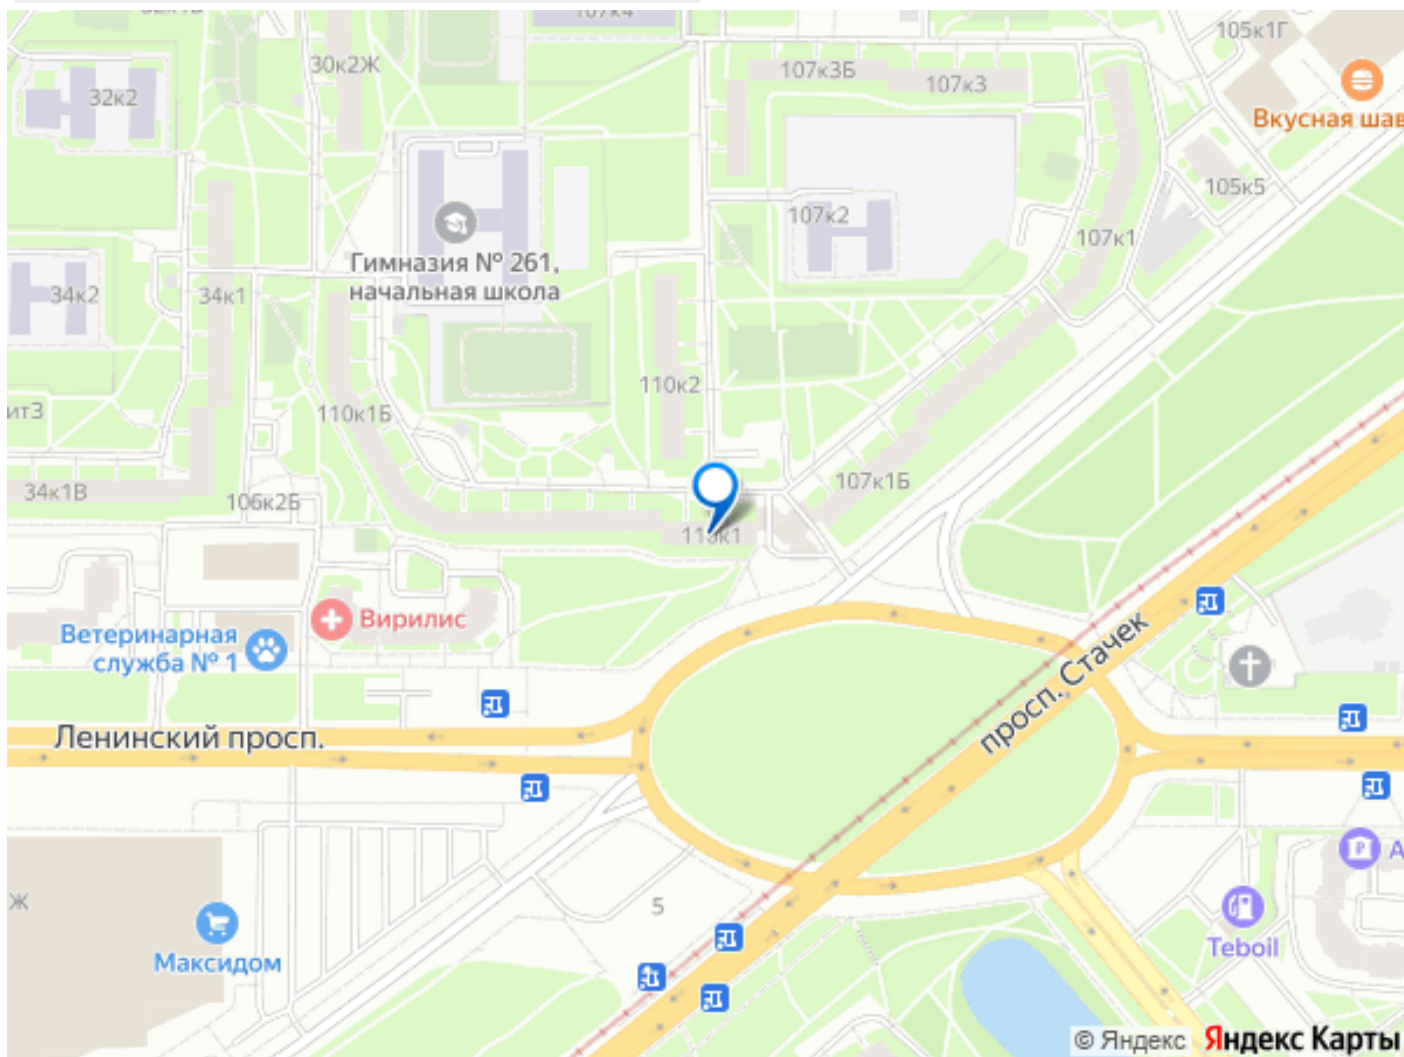 107к4
105к1Г
30к2Ж
107к3Б
107к3
32к2
Вкусная шав
105к5
107к2
107к1
Гимназия № 261,
начальная школа
34к2
34к1
110к2
ит3
110к1Б
107к1Б
34к1В
106к2Б
110к1
Вирилис
Ветеринарная
служба № 1
просп. Стачек
Ленинский просп.
Ж
5
Максидом
Teboil
© Яндекс Яндекс Карты